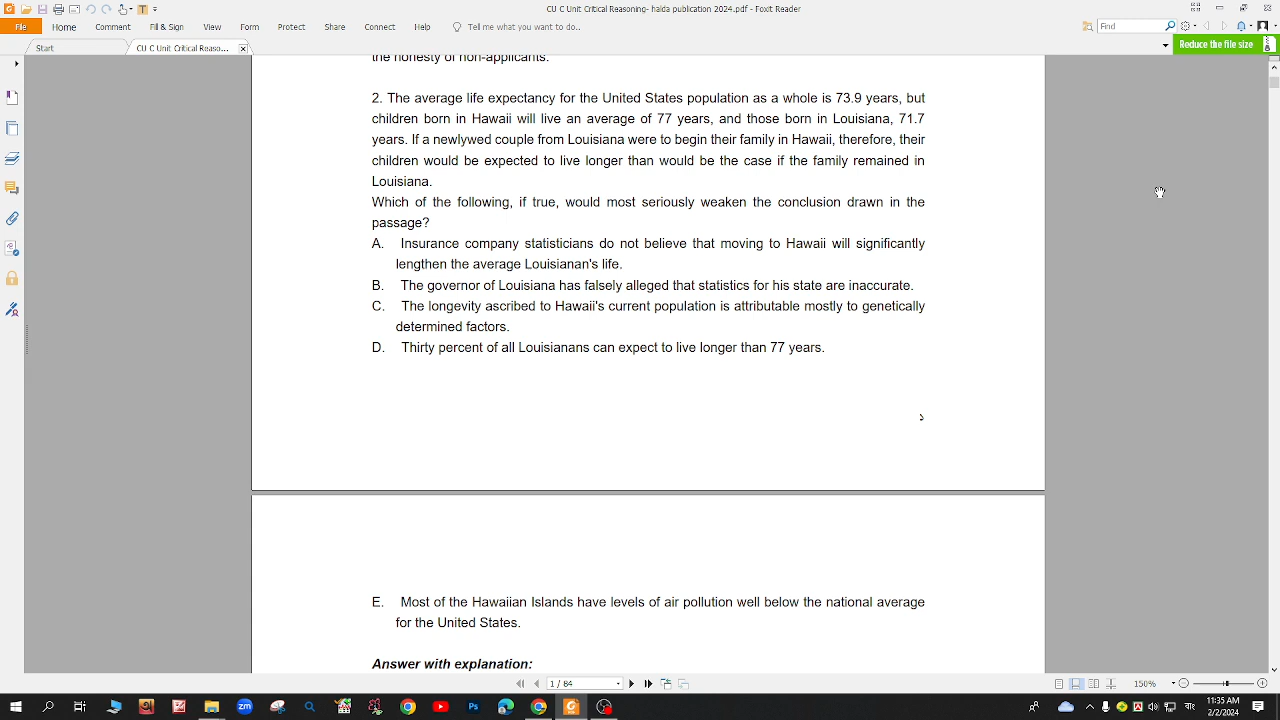 CU C Unit Critical Reasoning- haida publication 2024.pdf - Foxit Reader
File Home Comment Fill & Sign View Form Protect Share Connect Help Tell me what you want to do.. Find
Start CU C Unit Critical Reaso... Reduce the file size
the honesty of non-applicants.
2. The average life expectancy for the United States population as a whole is 73.9 years, but
children born in Hawaii will live an average of 77 years, and those born in Louisiana, 71.7
years. If a newlywed couple from Louisiana were to begin their family in Hawaii, therefore, their
children would be expected to live longer than would be the case if the family remained in
Louisiana.
Which of the following, if true, would most seriously weaken the conclusion drawn in the
passage?
A. Insurance company statisticians do not believe that moving to Hawaii will significantly
lengthen the average Louisianan's life.
B. The governor of Louisiana has falsely alleged that statistics for his state are inaccurate.
C. The longevity ascribed to Hawaii's current population is attributable mostly to genetically
determined factors.
D. Thirty percent of all Louisianans can expect to live longer than 77 years.
১
E. Most of the Hawaiian Islands have levels of air pollution well below the national average
for the United States.
Answer with explanation:
1 / 84 150%
11:35 AM
2/2/2024